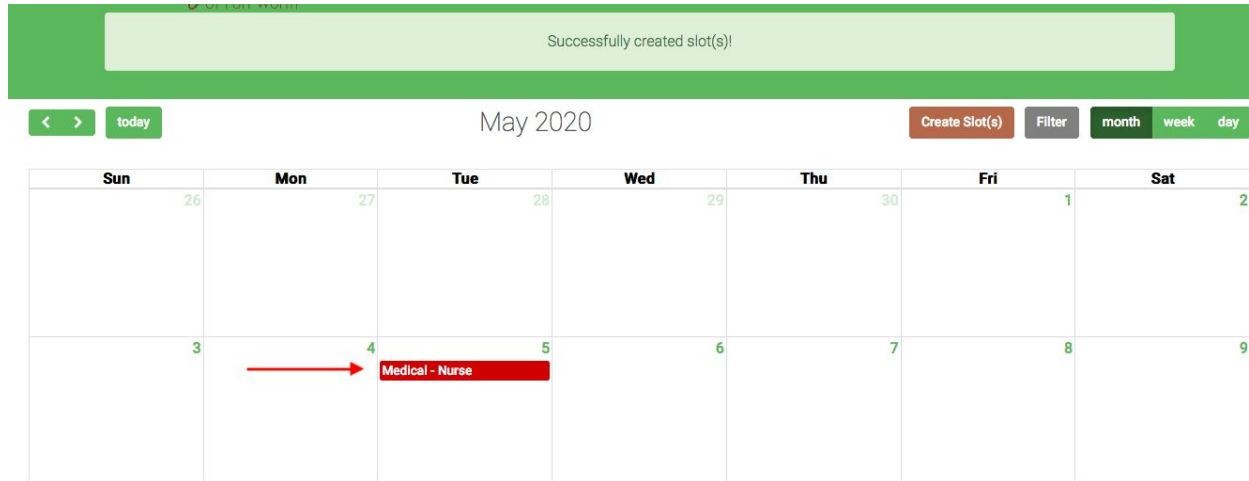 Successfully created slot(s)!
today
May 2020
Create Slot(s)
Filter
month week day
Sun Mon Tue Wed Thu Fri Sat
26 27 28 29 30 1 2
3 4 5 6 7 8 9
Medical - Nurse